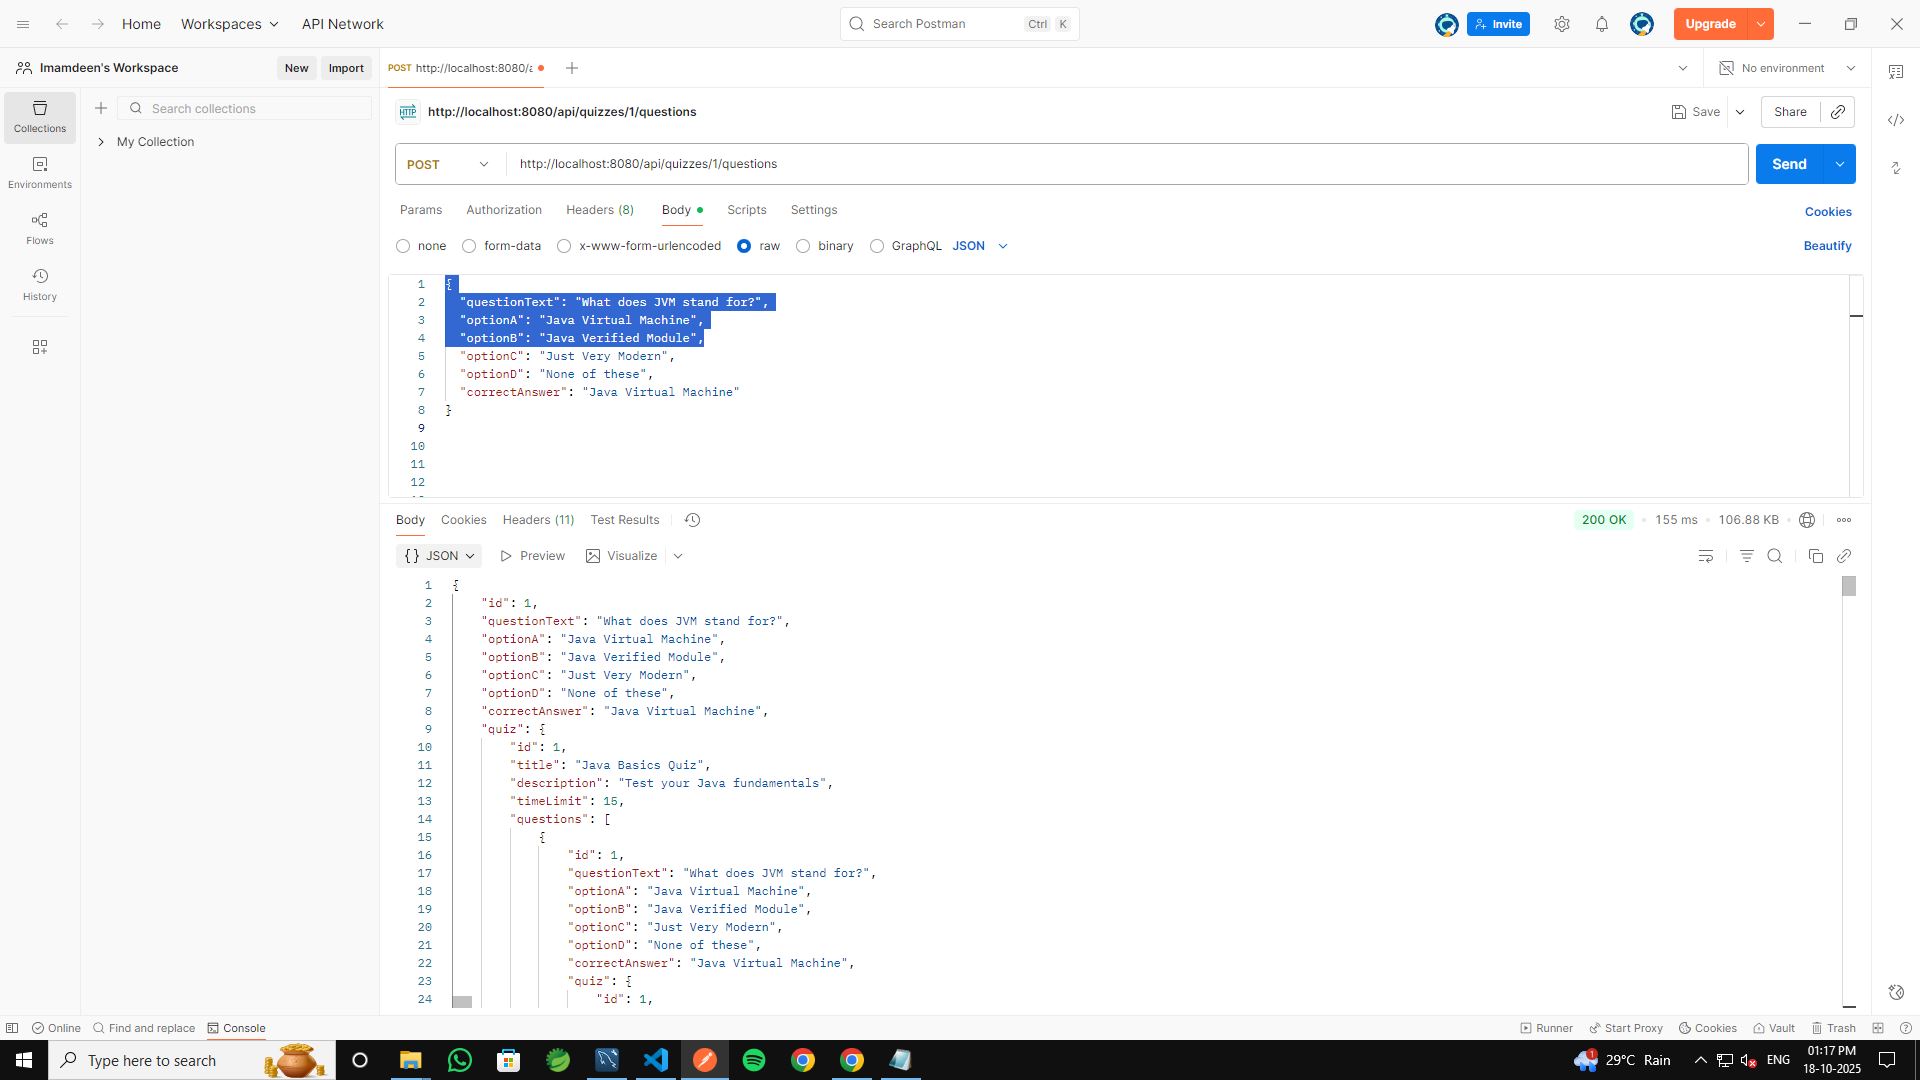 Home
Workspaces
API Network
Search Postman
Ctrl K
Invite
Upgrade
Imamdeen's Workspace
New
Import
POST http://localhost:8080/a
No environment
Collections
Search collections
My Collection
Environments
Flows
History
HTTP http://localhost:8080/api/quizzes/1/questions
Save
Share
POST
http://localhost:8080/api/quizzes/1/questions
Send
Params
Authorization
Headers (8)
Body
Scripts
Settings
Cookies
none
form-data
x-www-form-urlencoded
raw
binary
GraphQL
JSON
Beautify
1 {
2 "questionText": "What does JVM stand for?",
3 "optionA": "Java Virtual Machine",
4 "optionB": "Java Verified Module",
5 "optionC": "Just Very Modern",
6 "optionD": "None of these",
7 "correctAnswer": "Java Virtual Machine"
8 }
9
10
11
12
Body
Cookies
Headers (11)
Test Results
200 OK
155 ms
106.88 KB
{} JSON
Preview
Visualize
1 {
2 "id": 1,
3 "questionText": "What does JVM stand for?",
4 "optionA": "Java Virtual Machine",
5 "optionB": "Java Verified Module",
6 "optionC": "Just Very Modern",
7 "optionD": "None of these",
8 "correctAnswer": "Java Virtual Machine",
9 "quiz": {
10 "id": 1,
11 "title": "Java Basics Quiz",
12 "description": "Test your Java fundamentals",
13 "timeLimit": 15,
14 "questions": [
15 {
16 "id": 1,
17 "questionText": "What does JVM stand for?",
18 "optionA": "Java Virtual Machine",
19 "optionB": "Java Verified Module",
20 "optionC": "Just Very Modern",
21 "optionD": "None of these",
22 "correctAnswer": "Java Virtual Machine",
23 "quiz": {
24 "id": 1,
Online
Find and replace
Console
Runner
Start Proxy
Cookies
Vault
Trash
Type here to search
1
29°C Rain
ENG
01:17 PM
18-10-2025